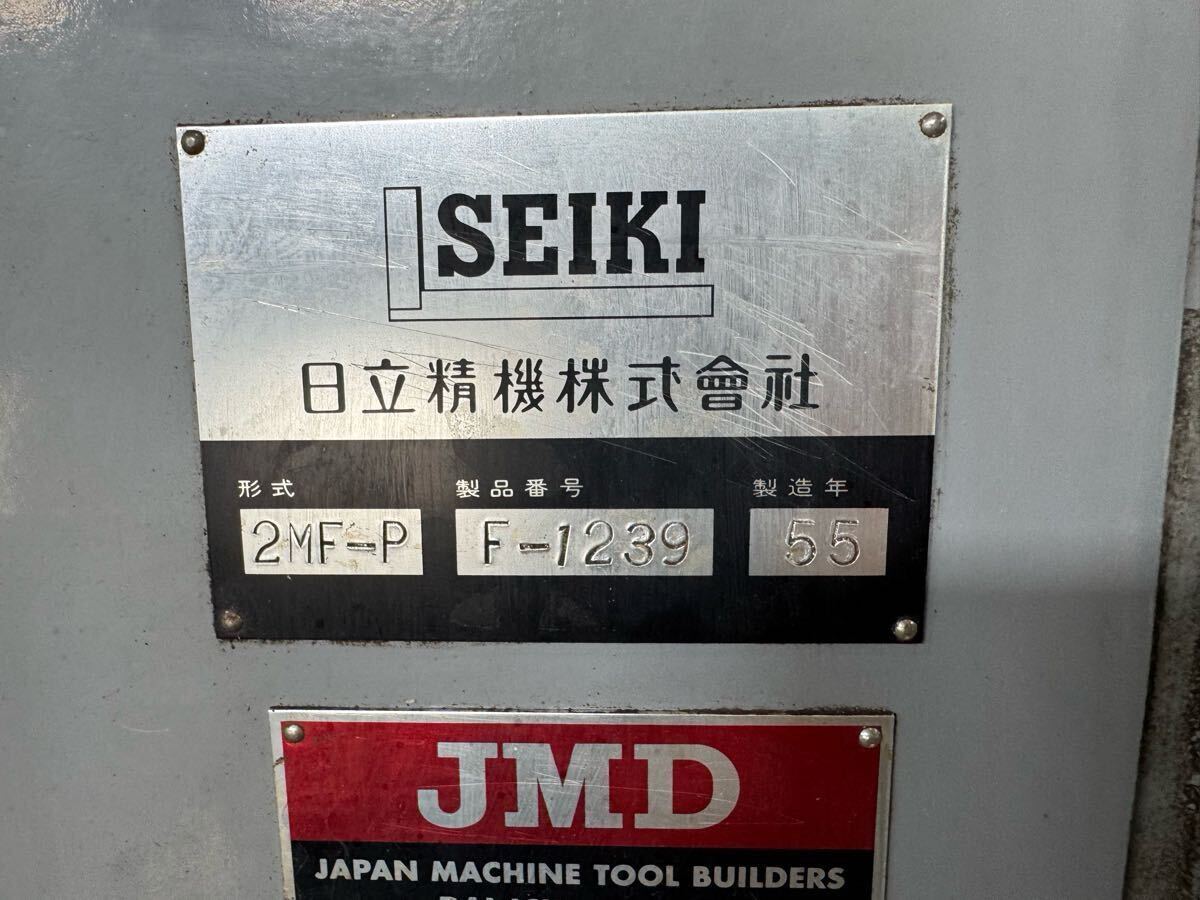 SEIKI
日立精機株式會社
形式 製品番号 製造年
2MF-P F-1239 55
JMD
JAPAN MACHINE TOOL BUILDERS